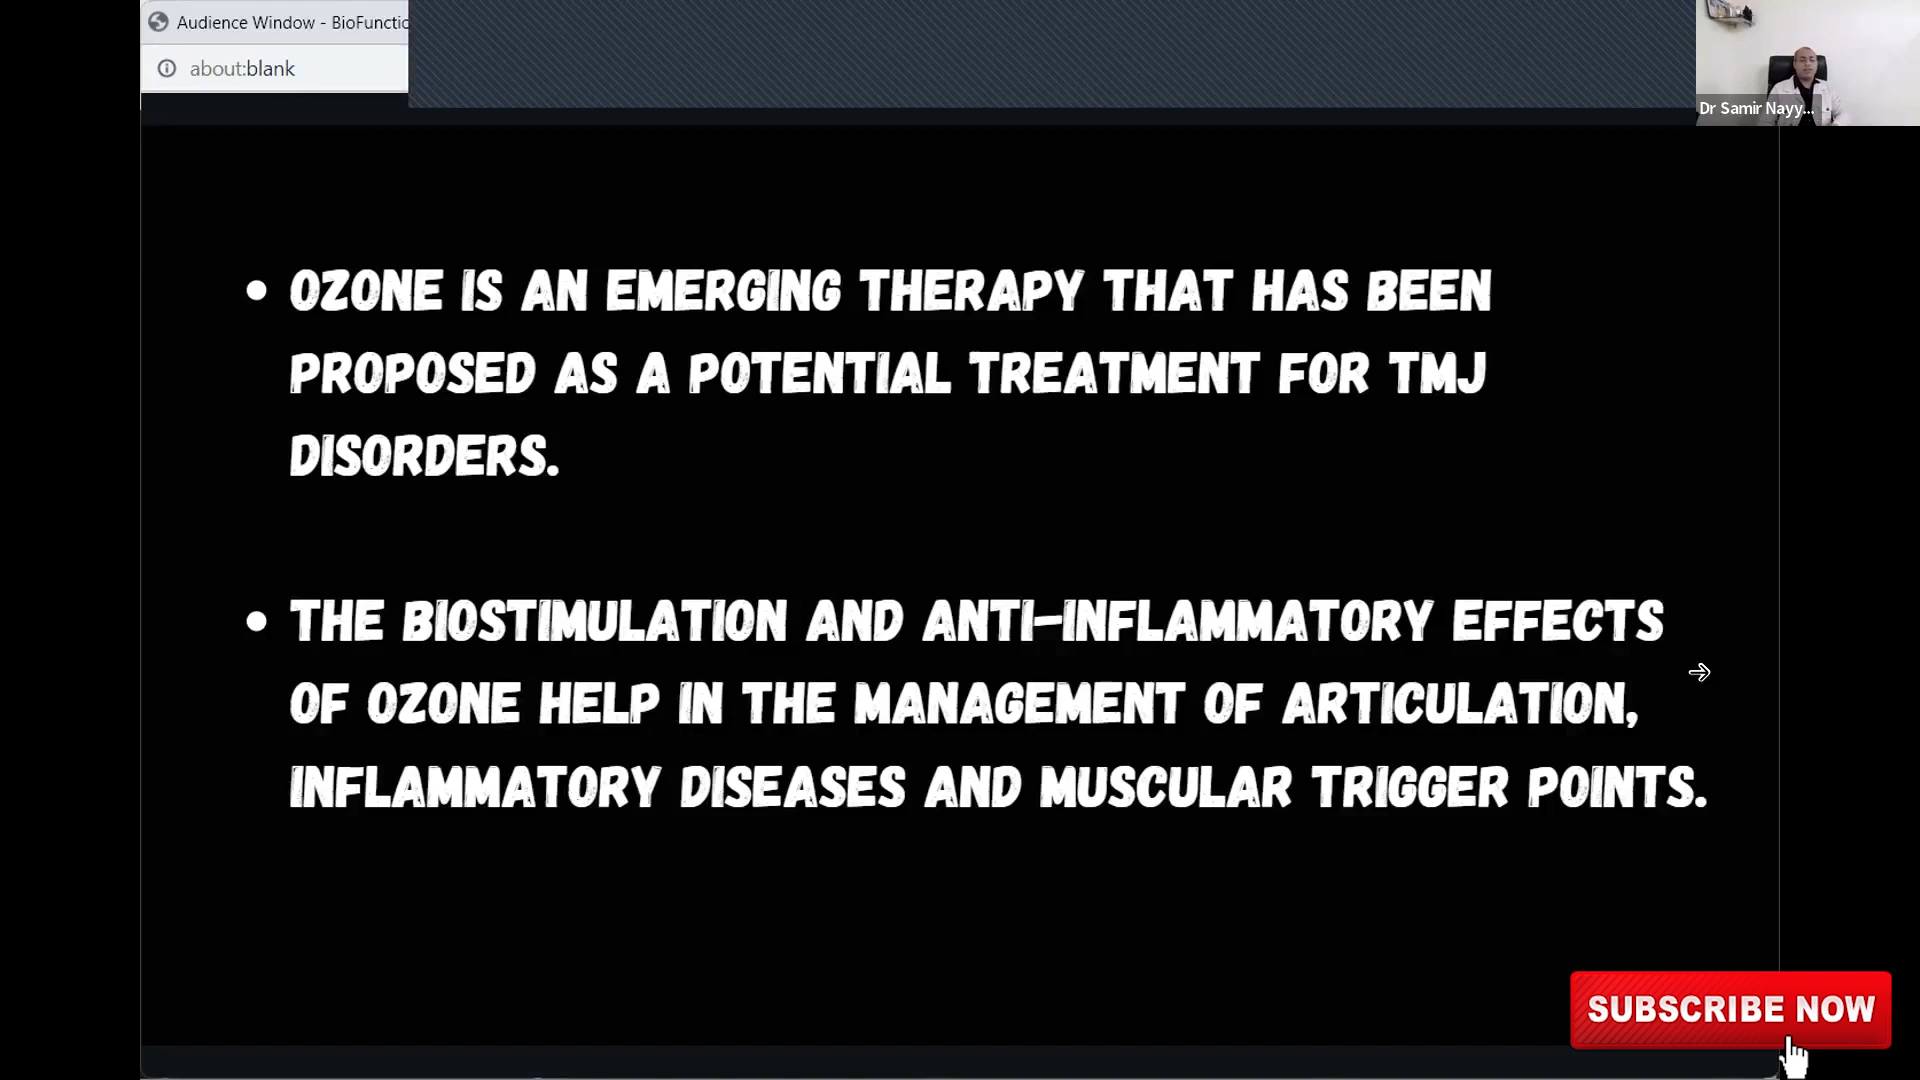 Audience Window - BioFunctio
about:blank
Dr Samir Nayy...
• OZONE IS AN EMERGING THERAPY THAT HAS BEEN
PROPOSED AS A POTENTIAL TREATMENT FOR TMJ
DISORDERS.
• THE BIOSTIMULATION AND ANTI-INFLAMMATORY EFFECTS
OF OZONE HELP IN THE MANAGEMENT OF ARTICULATION,
INFLAMMATORY DISEASES AND MUSCULAR TRIGGER POINTS.
SUBSCRIBE NOW